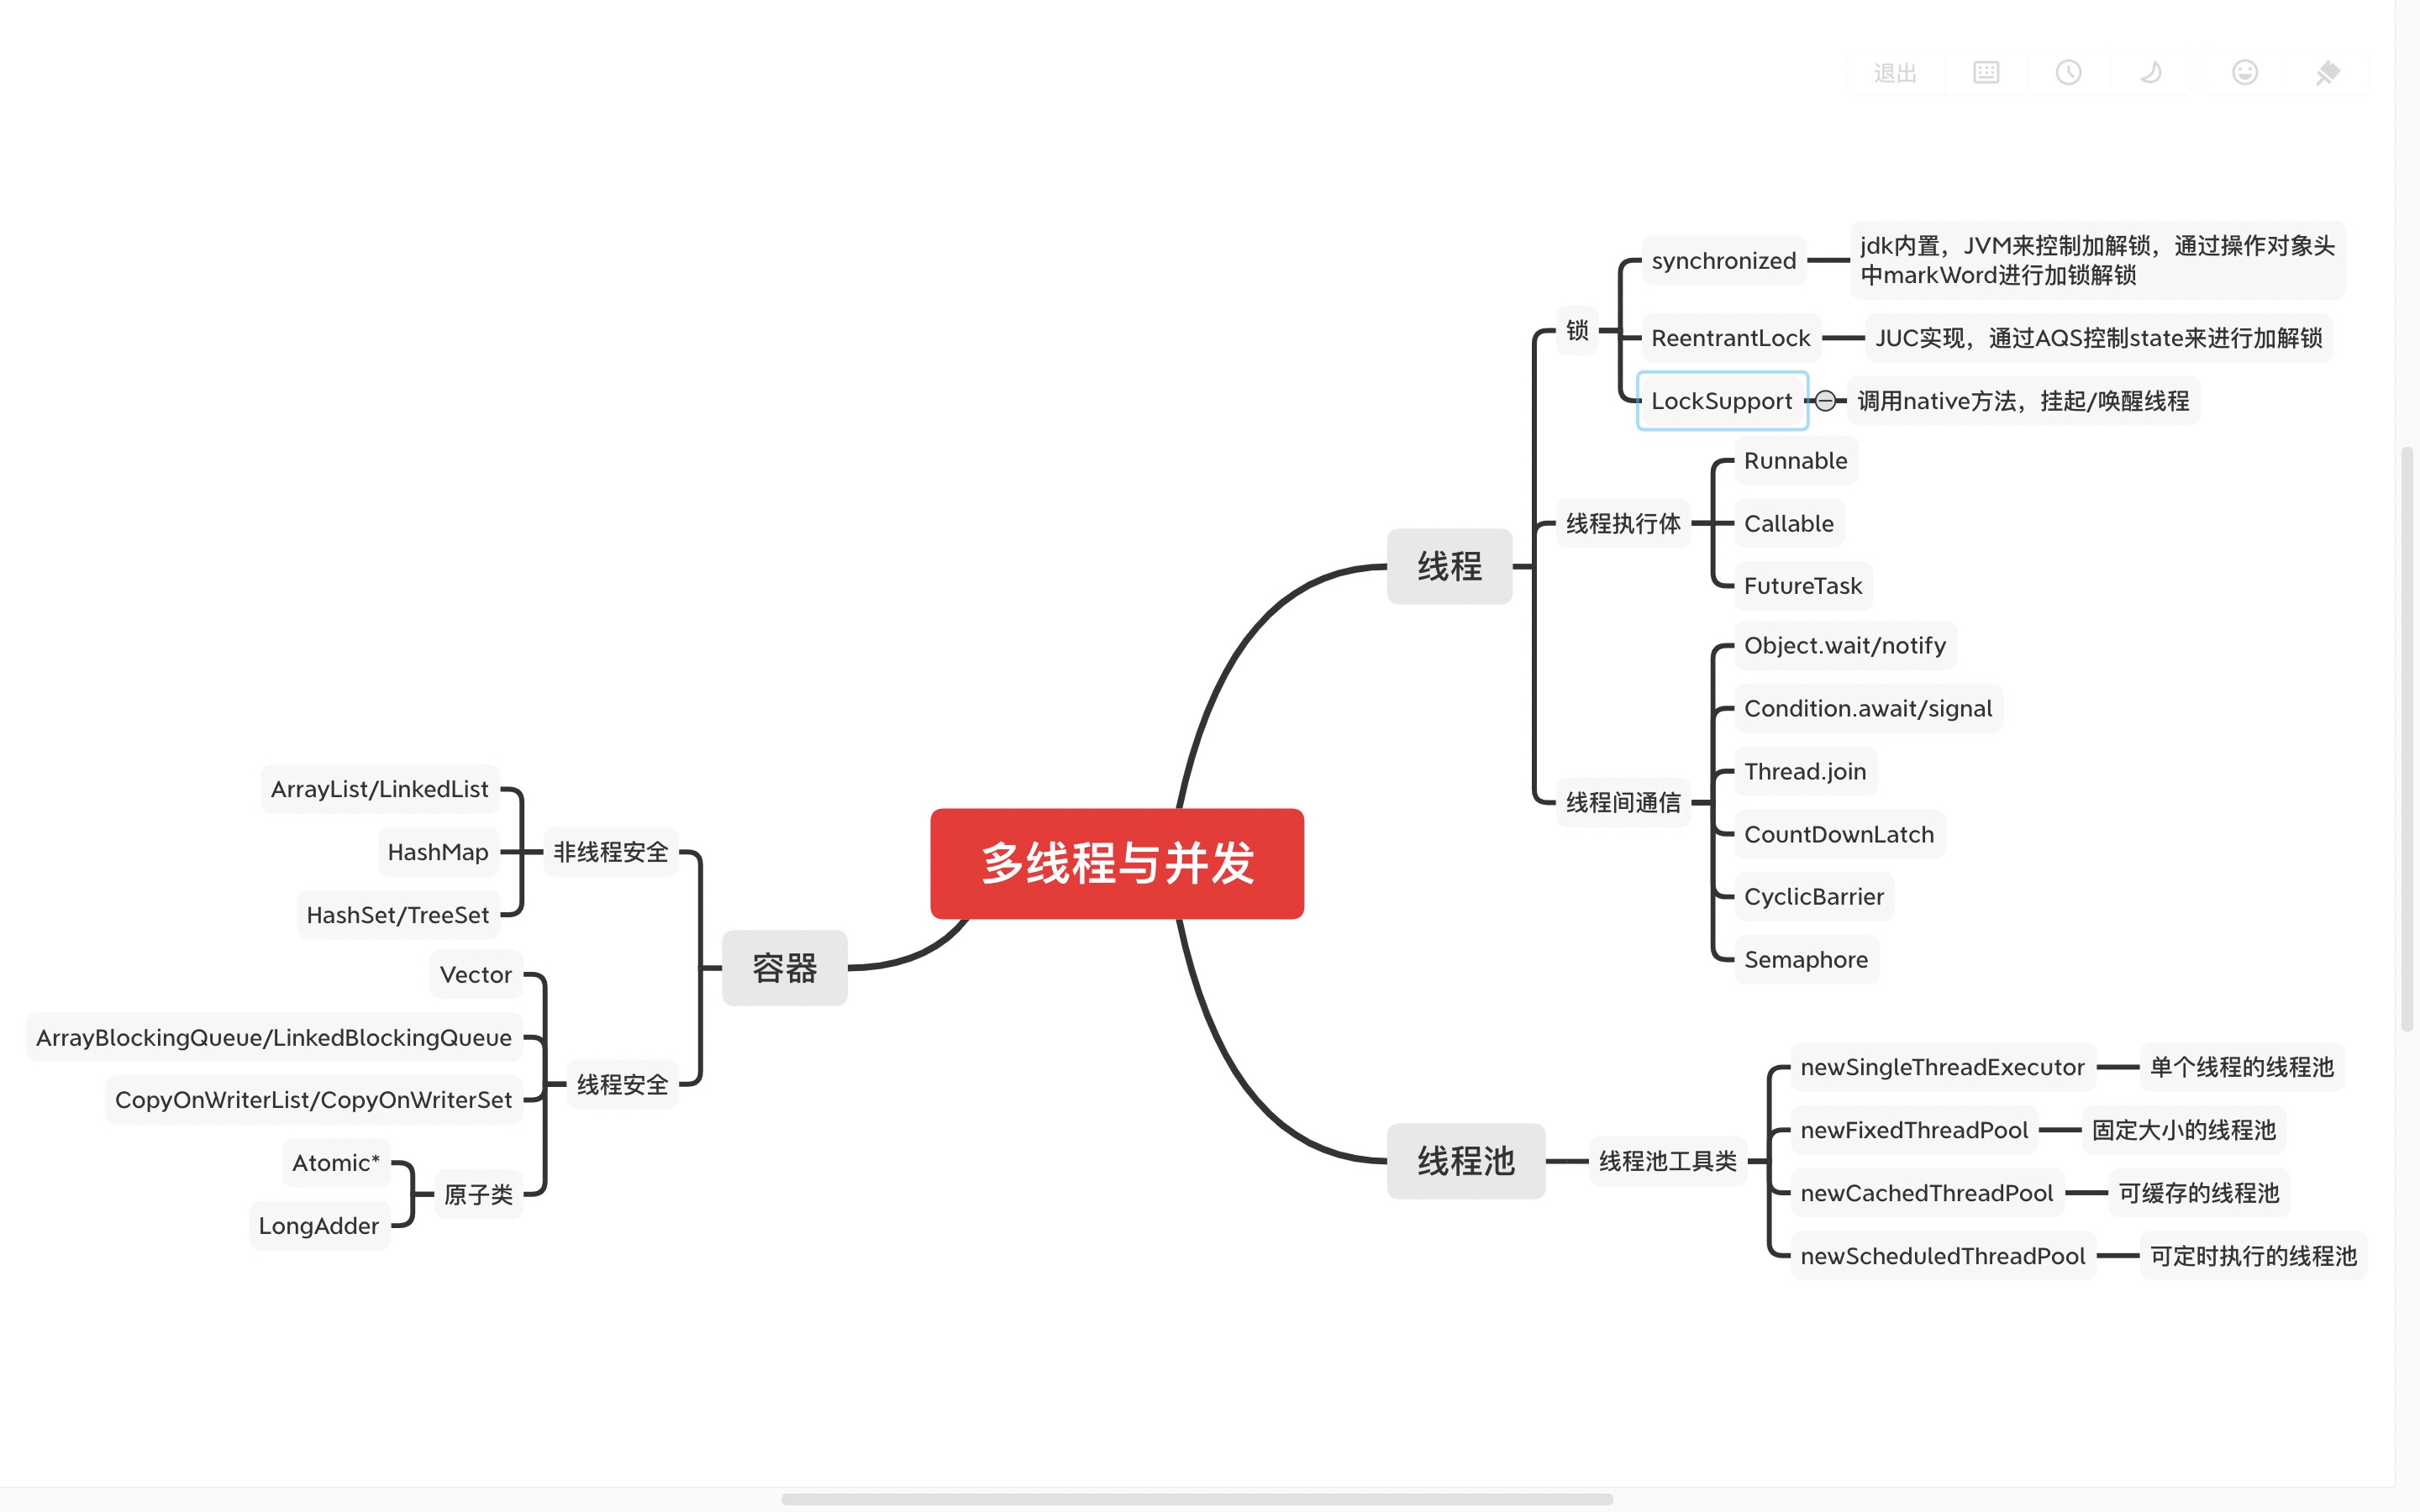 退出
多线程与并发
线程
锁
synchronized
jdk内置，JVM来控制加解锁，通过操作对象头
中markWord进行加锁解锁
ReentrantLock
JUC实现，通过AQS控制state来进行加解锁
LockSupport
调用native方法，挂起/唤醒线程
线程执行体
Runnable
Callable
FutureTask
线程间通信
Object.wait/notify
Condition.await/signal
Thread.join
CountDownLatch
CyclicBarrier
Semaphore
线程池
线程池工具类
newSingleThreadExecutor
单个线程的线程池
newFixedThreadPool
固定大小的线程池
newCachedThreadPool
可缓存的线程池
newScheduledThreadPool
可定时执行的线程池
容器
非线程安全
ArrayList/LinkedList
HashMap
HashSet/TreeSet
线程安全
Vector
ArrayBlockingQueue/LinkedBlockingQueue
CopyOnWriterList/CopyOnWriterSet
原子类
Atomic*
LongAdder